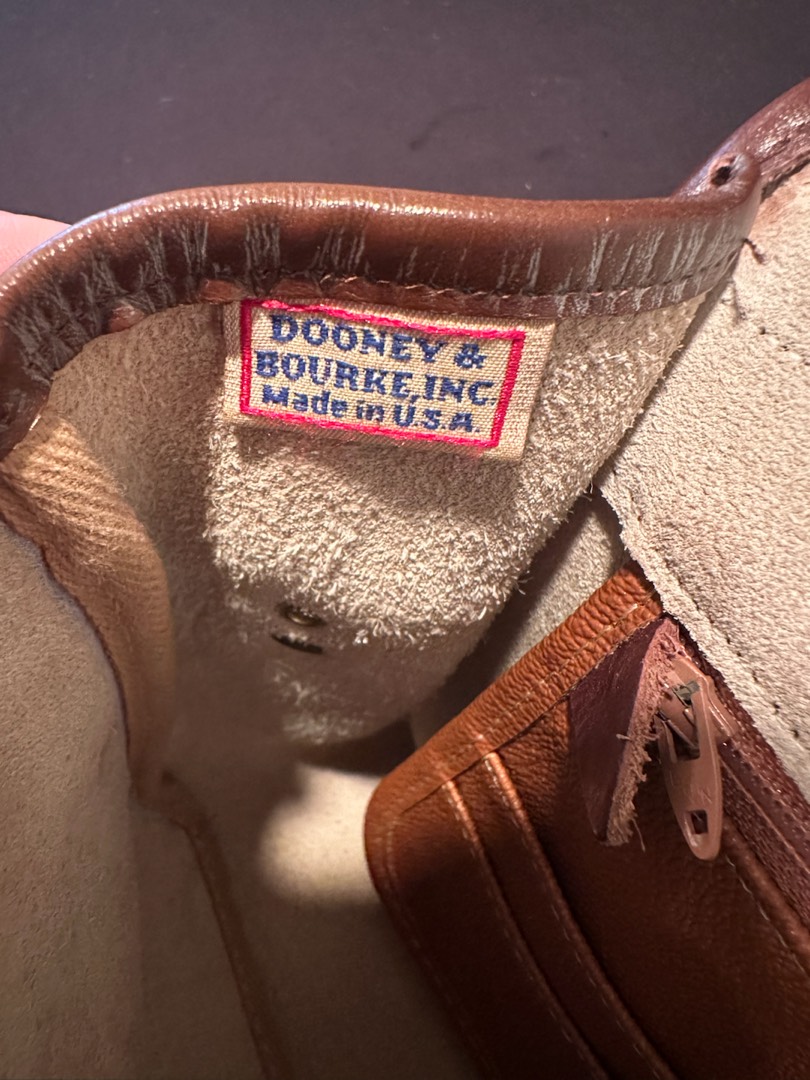 DOONEY &
BOURKE, INC.
Made in U.S.A.